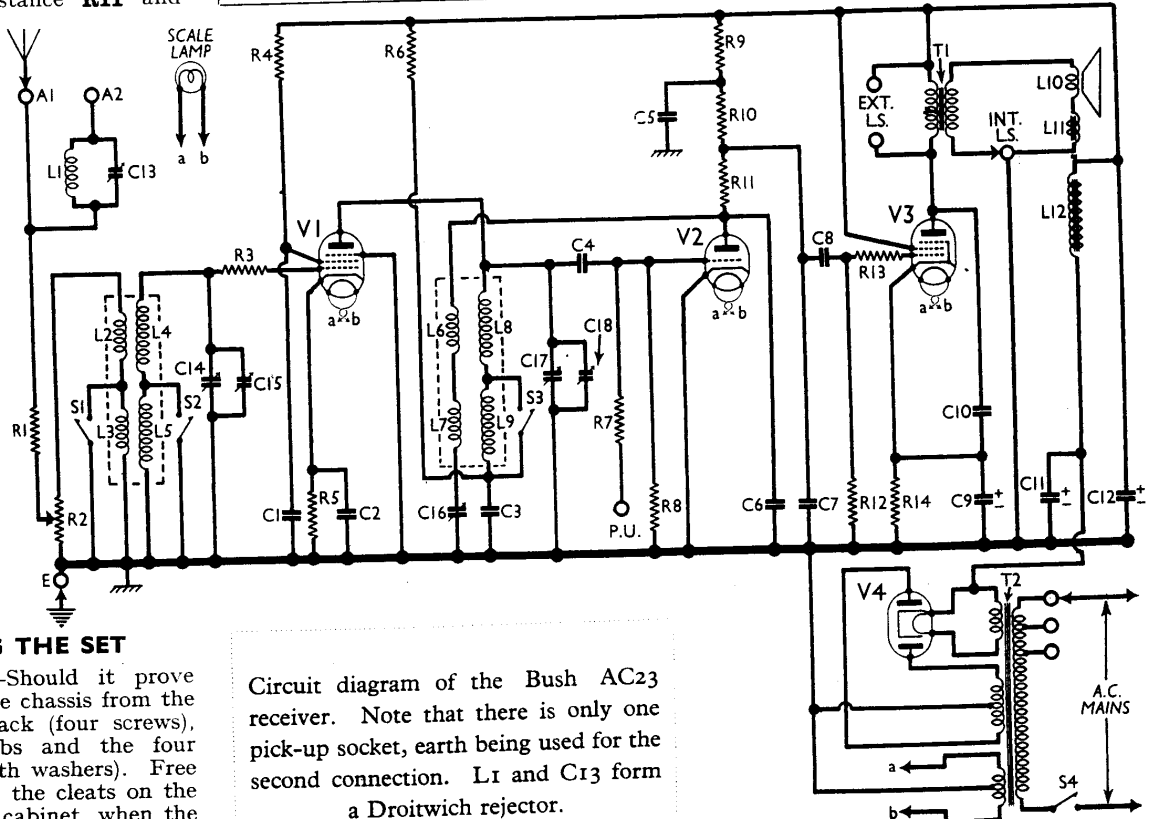 stance R11 and
SCALE
LAMP
A1
A2
L1
C13
a b
R4
R6
R9
C5
R10
R11
T1
EXT.
L.S.
INT.
L.S.
L10
L11
L12
V1
V2
V3
R3
C4
C8
R13
a b
a b
a b
L2
L4
L6
L8
C14
C15
C17
C18
S1
S2
S3
L3
L5
L7
L9
R7
C10
R1
R2
C1
R5
C2
C16
C3
P.U.
R8
C6
C7
R12
R14
C9
+
−
C11
+
−
C12
+
−
E
V4
T2
A.C.
MAINS
a
b
S4
G THE SET
-Should it prove
e chassis from the
ack (four screws),
bs and the four
th washers). Free
the cleats on the
cabinet, when the
Circuit diagram of the Bush AC23
receiver. Note that there is only one
pick-up socket, earth being used for the
second connection. L1 and C13 form
a Droitwich rejector.